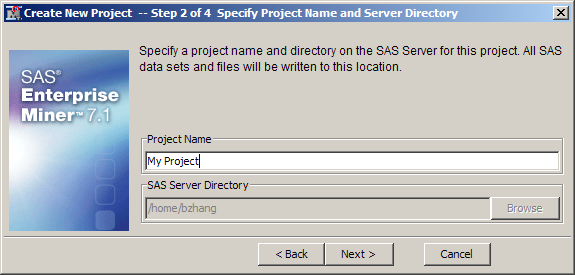 Create New Project -- Step 2 of 4 Specify Project Name and Server Directory
Specify a project name and directory on the SAS Server for this project. All SAS
data sets and files will be written to this location.
SAS®
Enterprise
Miner™ 7.1
Project Name
My Project
SAS Server Directory
/home/bzhang
Browse
< Back
Next >
Cancel